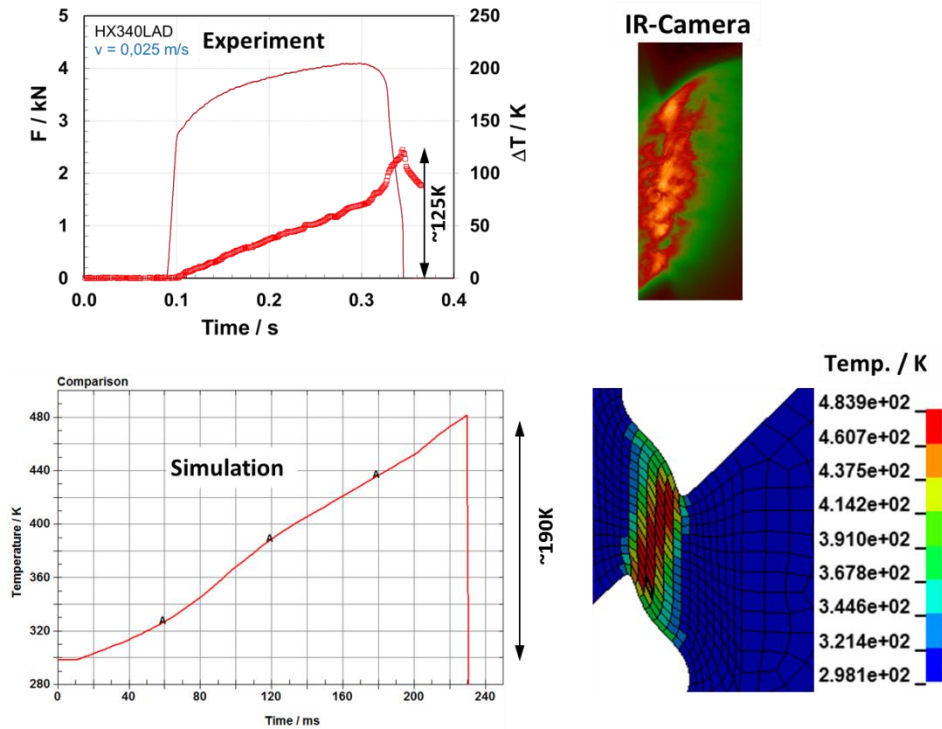 HX340LAD
v = 0,025 m/s
Experiment
F / kN
5
4
3
2
1
0
0.0
0.1
0.2
0.3
0.4
Time / s
250
200
150
100
50
0
ΔT / K
~125K
IR-Camera
Comparison
Simulation
Temperature / K
480
440
400
360
320
280
A
A
A
0
40
80
120
160
200
240
Time / ms
~190K
Temp. / K
4.839e+02
4.607e+02
4.375e+02
4.142e+02
3.910e+02
3.678e+02
3.446e+02
3.214e+02
2.981e+02